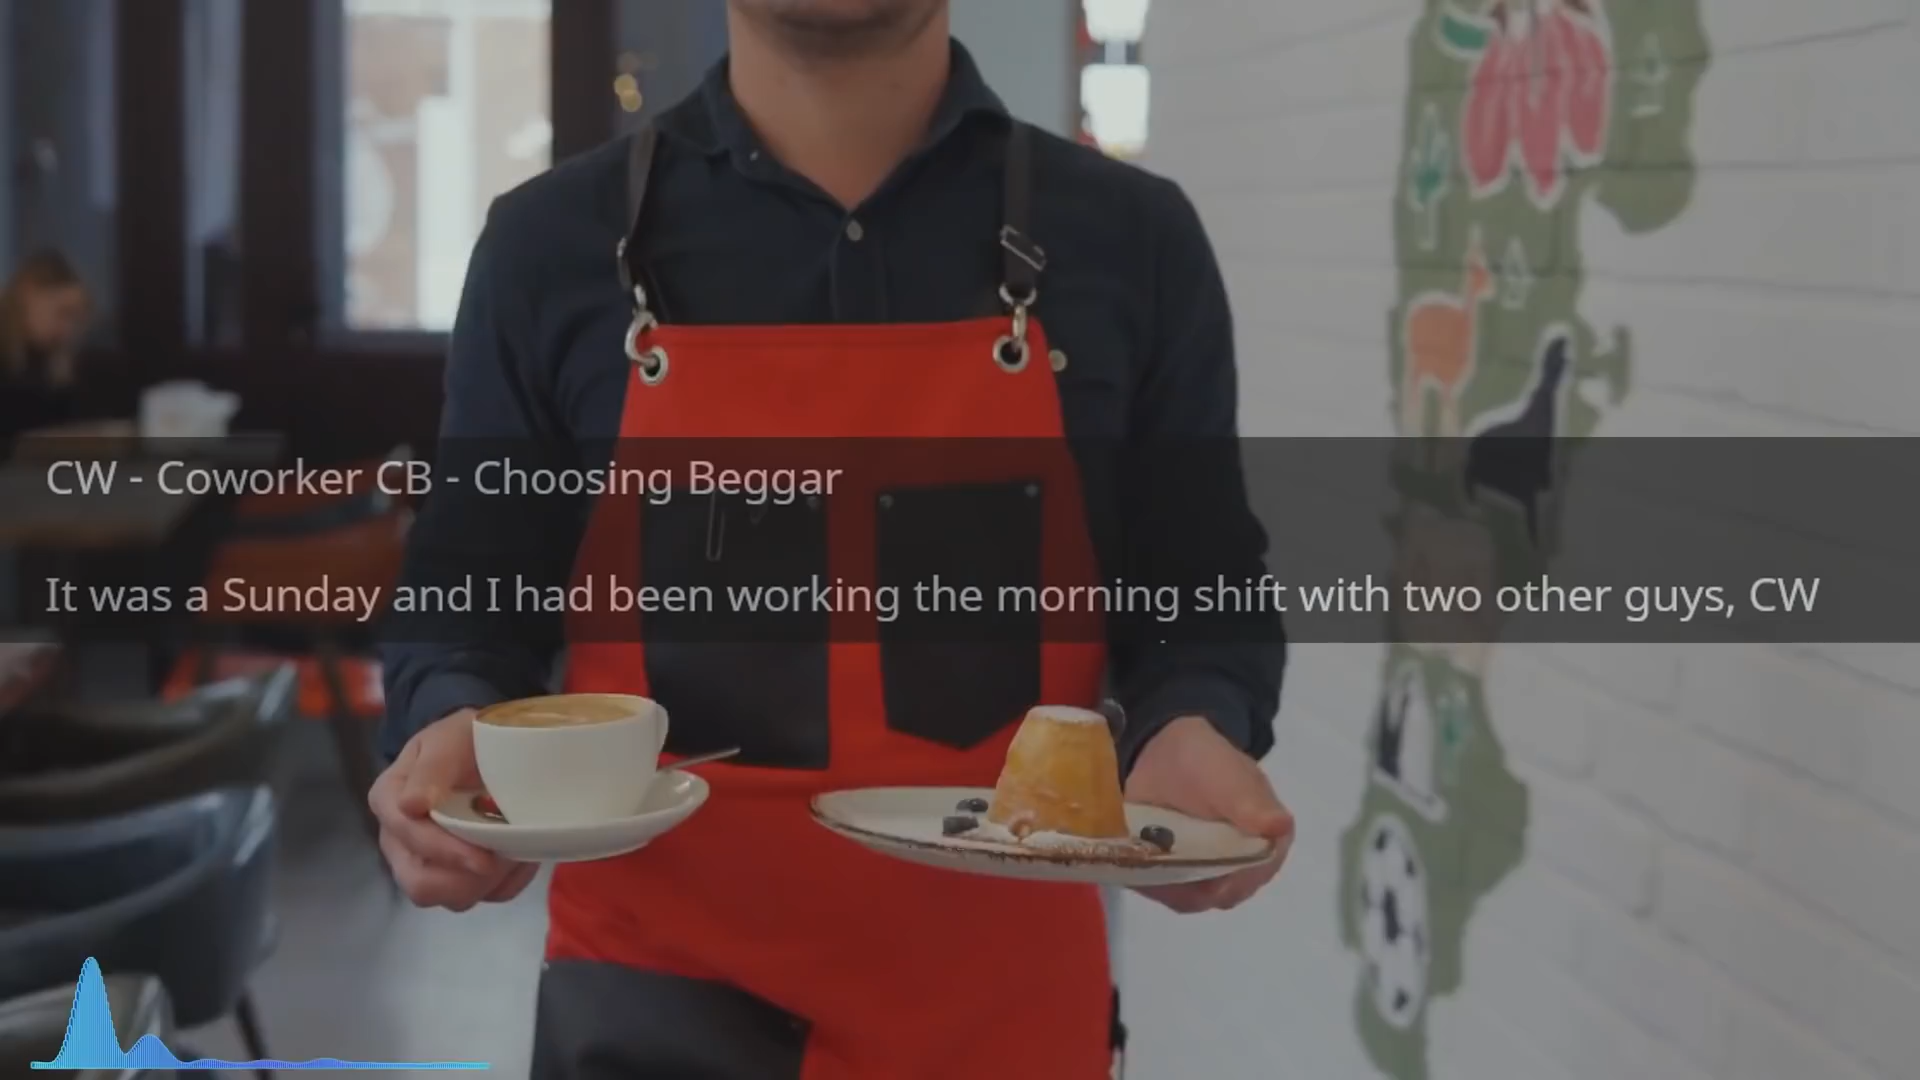 CW - Coworker CB - Choosing Beggar
It was a Sunday and I had been working the morning shift with two other guys, CW